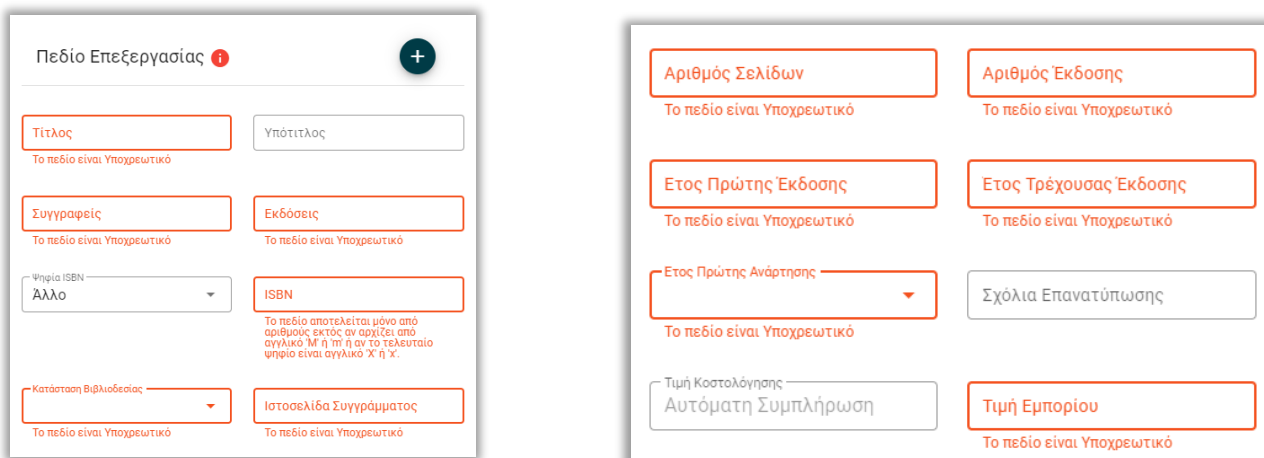 Πεδίο Επεξεργασίας
Τίτλος
Υπότιτλος
Το πεδίο είναι Υποχρεωτικό
Συγγραφείς
Εκδόσεις
Το πεδίο είναι Υποχρεωτικό
Το πεδίο είναι Υποχρεωτικό
Ψηφία ISBN
Άλλο
ISBN
Το πεδίο αποτελείται μόνο από
αριθμούς εκτός αν αρχίζει από
αγγλικό 'M' ή 'm' ή αν το τελευταίο
ψηφίο είναι αγγλικό 'X' ή 'x'.
Κατάσταση Βιβλιοδεσίας
Ιστοσελίδα Συγγράμματος
Το πεδίο είναι Υποχρεωτικό
Το πεδίο είναι Υποχρεωτικό
Αριθμός Σελίδων
Αριθμός Έκδοσης
Το πεδίο είναι Υποχρεωτικό
Το πεδίο είναι Υποχρεωτικό
Ετος Πρώτης Έκδοσης
Έτος Τρέχουσας Έκδοσης
Το πεδίο είναι Υποχρεωτικό
Το πεδίο είναι Υποχρεωτικό
Ετος Πρώτης Ανάρτησης
Σχόλια Επανατύπωσης
Το πεδίο είναι Υποχρεωτικό
Τιμή Κοστολόγησης
Αυτόματη Συμπλήρωση
Τιμή Εμπορίου
Το πεδίο είναι Υποχρεωτικό